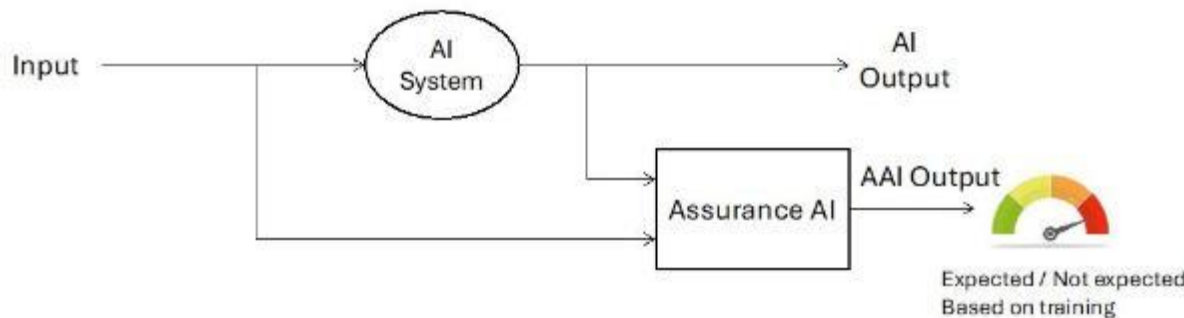 Input
AI
System
AI
Output
Assurance AI
AAI Output
Expected / Not expected
Based on training